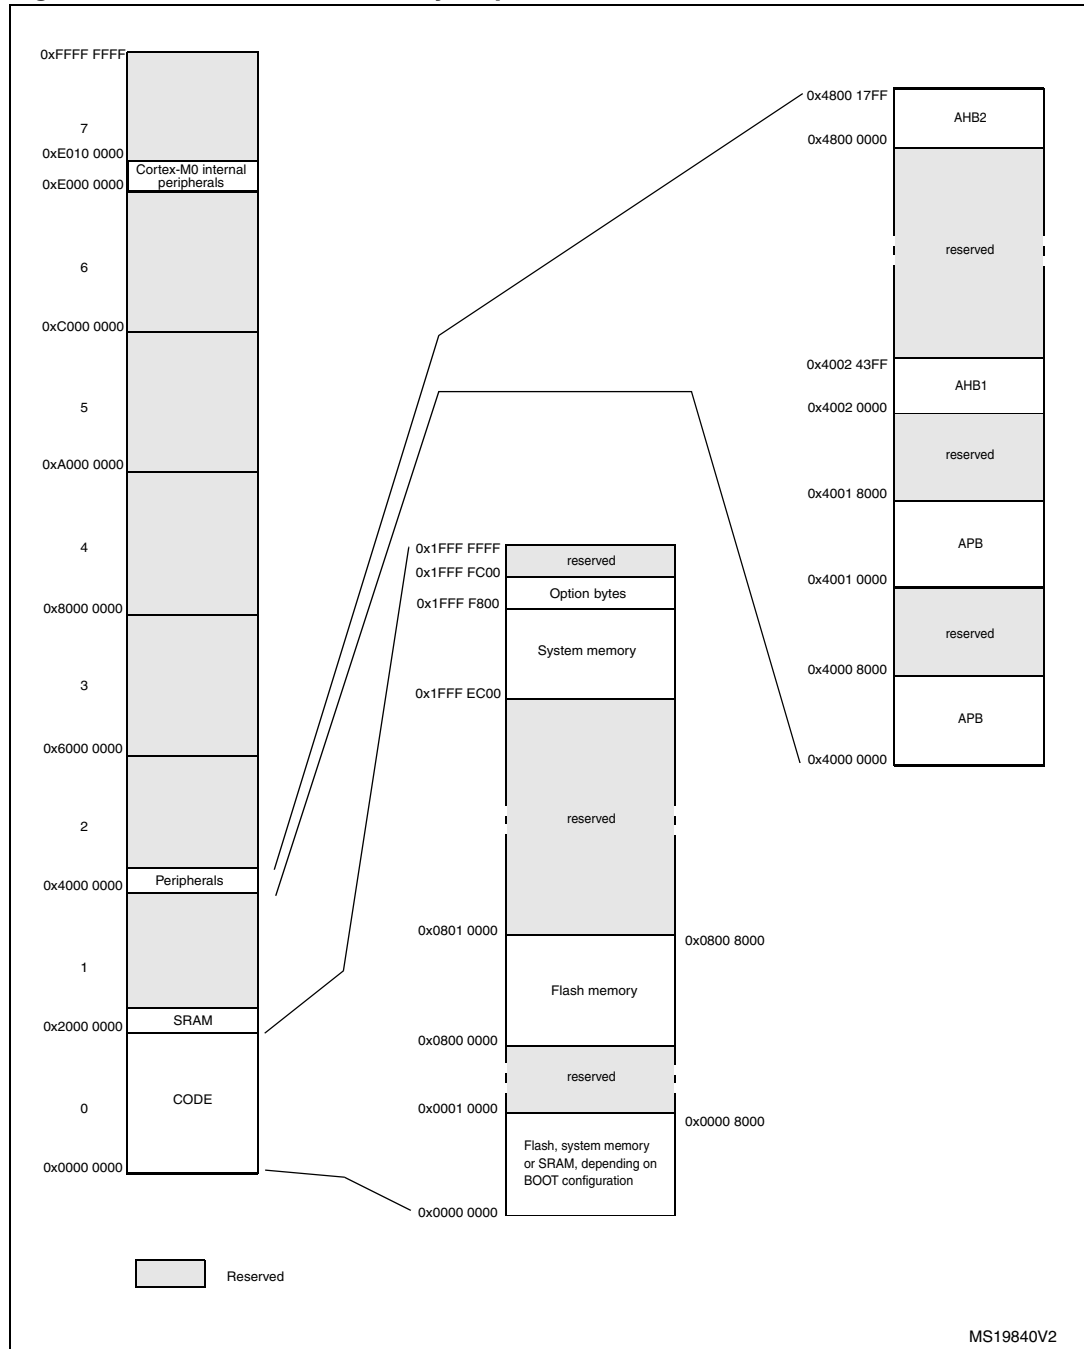 0xFFFF FFFF
7
0xE010 0000
Cortex-M0 internal
peripherals
0xE000 0000
6
0xC000 0000
5
0xA000 0000
4
0x8000 0000
3
0x6000 0000
2
0x4000 0000
Peripherals
1
SRAM
0x2000 0000
CODE
0
0x0000 0000
0x1FFF FFFF
reserved
0x1FFF FC00
Option bytes
0x1FFF F800
System memory
0x1FFF EC00
reserved
0x0801 0000
0x0800 8000
Flash memory
0x0800 0000
reserved
0x0001 0000
0x0000 8000
Flash, system memory
or SRAM, depending on
BOOT configuration
0x0000 0000
0x4800 17FF
AHB2
0x4800 0000
reserved
0x4002 43FF
AHB1
0x4002 0000
reserved
0x4001 8000
APB
0x4001 0000
reserved
0x4000 8000
APB
0x4000 0000
Reserved
MS19840V2